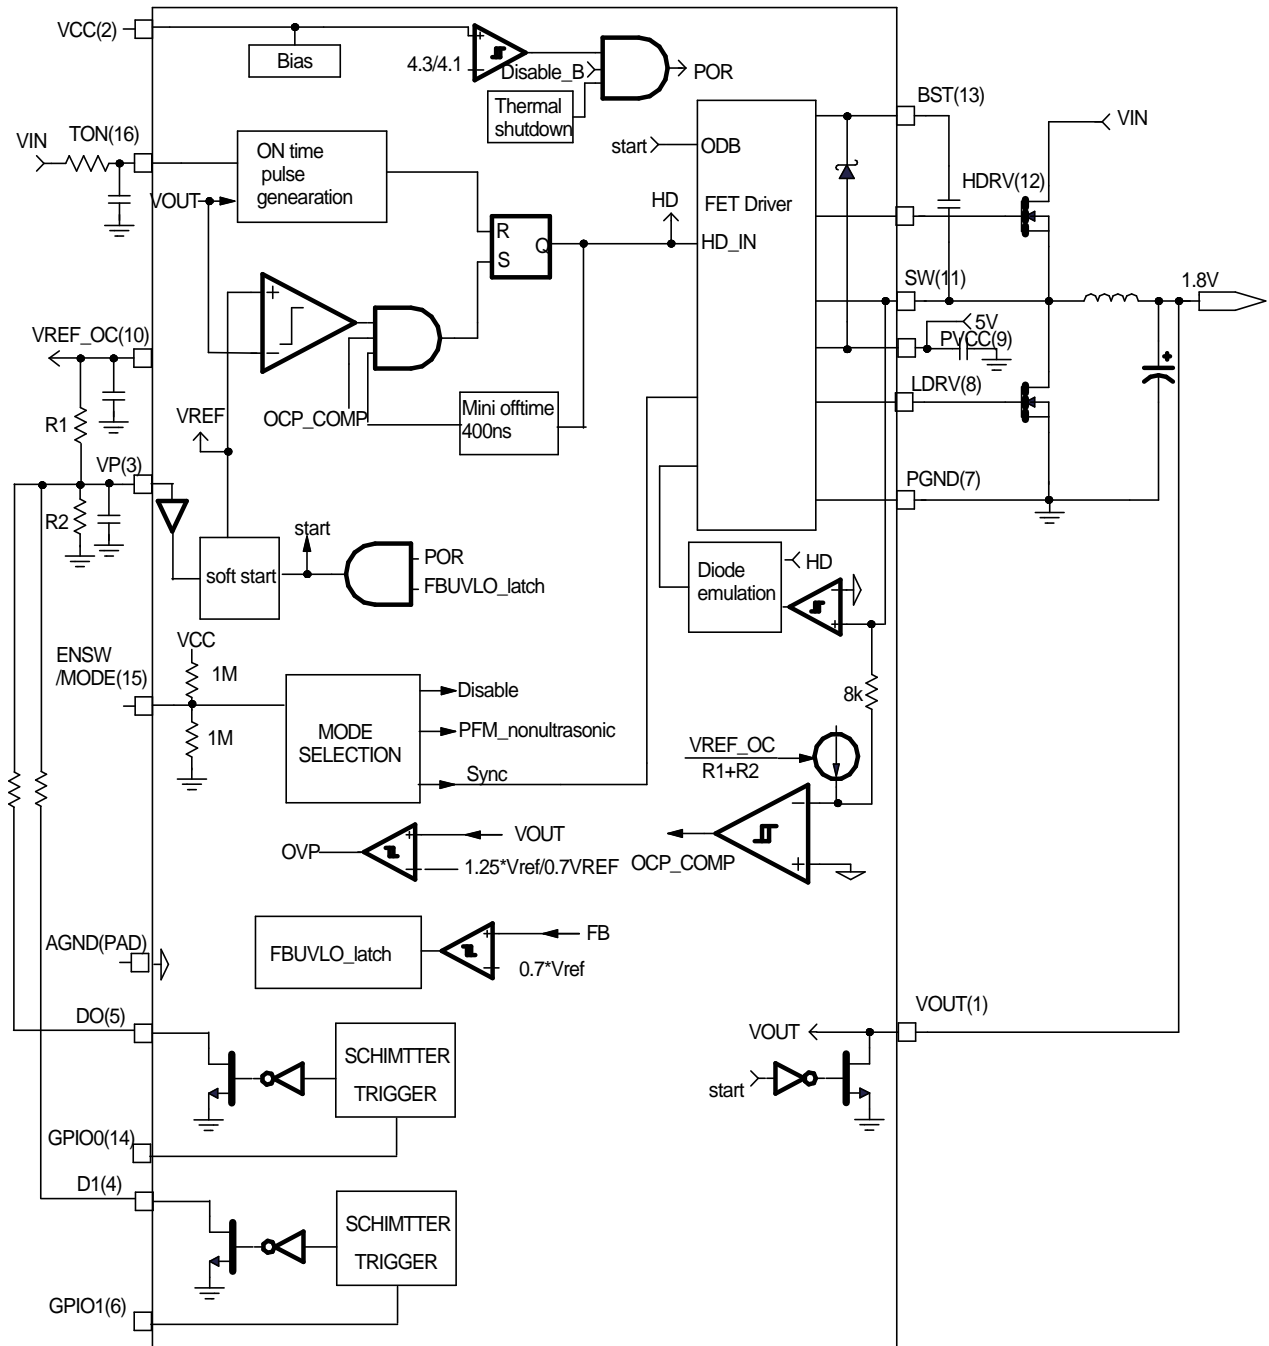 VCC(2)
Bias
4.3/4.1
Disable_B
POR
Thermal
shutdown
BST(13)
VIN
TON(16)
VIN
ON time
pulse
genearation
VOUT
start
ODB
FET Driver
HD
HD_IN
HDRV(12)
R
S
Q
SW(11)
1.8V
5V
PVCC(9)
VREF_OC(10)
LDRV(8)
R1
VREF
OCP_COMP
Mini offtime
400ns
VP(3)
PGND(7)
R2
start
soft start
POR
FBUVLO_latch
Diode
emulation
HD
ENSW
/MODE(15)
VCC
1M
1M
MODE
SELECTION
Disable
PFM_nonultrasonic
Sync
8k
VREF_OC
R1+R2
OVP
VOUT
1.25*Vref/0.7VREF
OCP_COMP
AGND(PAD)
FBUVLO_latch
FB
0.7*Vref
DO(5)
SCHIMTTER
TRIGGER
VOUT
VOUT(1)
start
GPIO0(14)
D1(4)
SCHIMTTER
TRIGGER
GPIO1(6)